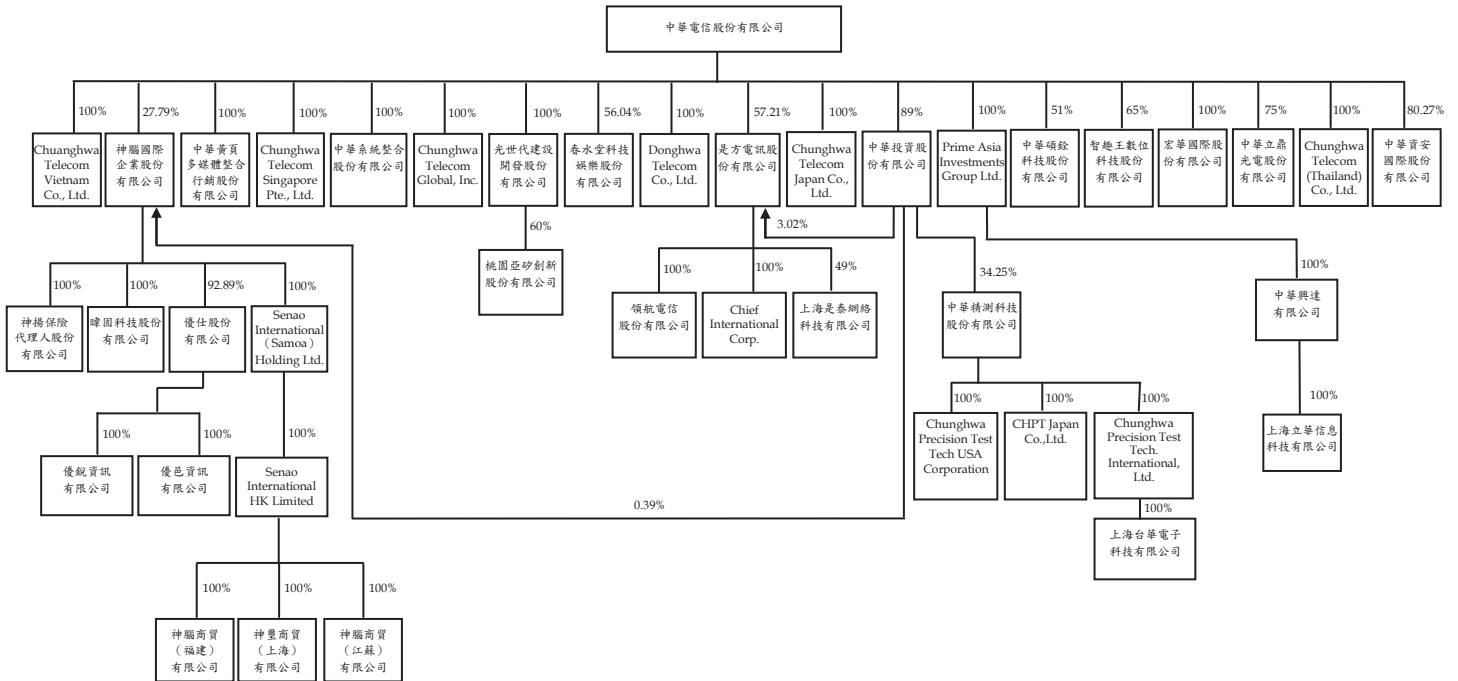 中華電信股份有限公司
100%
27.79%
100%
100%
100%
100%
100%
56.04%
100%
57.21%
100%
89%
100%
51%
65%
100%
75%
100%
80.27%
Chuanghwa
Telecom
Vietnam
Co., Ltd.
神腦國際
企業股份
有限公司
中華黃頁
多媒體整合
行銷股份
有限公司
Chunghwa
Telecom
Singapore
Pte., Ltd.
中華系統整合
股份有限公司
Chunghwa
Telecom
Global, Inc.
光世代建設
開發股份
有限公司
春水堂科技
娛樂股份
有限公司
Donghwa
Telecom
Co., Ltd.
是方電訊股
份有限公司
Chunghwa
Telecom
Japan Co.,
Ltd.
中華投資股
份有限公司
Prime Asia
Investments
Group Ltd.
中華碩銓
科技股份
有限公司
智趣王數位
科技股份
有限公司
宏華國際股
份有限公司
中華立鼎
光電股份
有限公司
Chunghwa
Telecom
(Thailand)
Co., Ltd.
中華資安
國際股份
有限公司
3.02%
60%
桃園亞矽創新
股份有限公司
100%
100%
92.89%
100%
神揚保險
代理人股份
有限公司
暐固科技股份
有限公司
優仕股份
有限公司
Senao
International
（Samoa）
Holding Ltd.
100%
100%
49%
領航電信
股份有限公司
Chief
International
Corp.
上海是泰網絡
科技有限公司
34.25%
中華精測科技
股份有限公司
100%
中華興達
有限公司
100%
100%
100%
優銳資訊
有限公司
優邑資訊
有限公司
Senao
International
HK Limited
100%
100%
100%
Chunghwa
Precision Test
Tech USA
Corporation
CHPT Japan
Co.,Ltd.
Chunghwa
Precision Test
Tech.
International,
Ltd.
100%
上海立華信息
科技有限公司
0.39%
100%
上海台華電子
科技有限公司
100%
100%
100%
神腦商貿
（福建）
有限公司
神璽商貿
（上海）
有限公司
神腦商貿
（江蘇）
有限公司